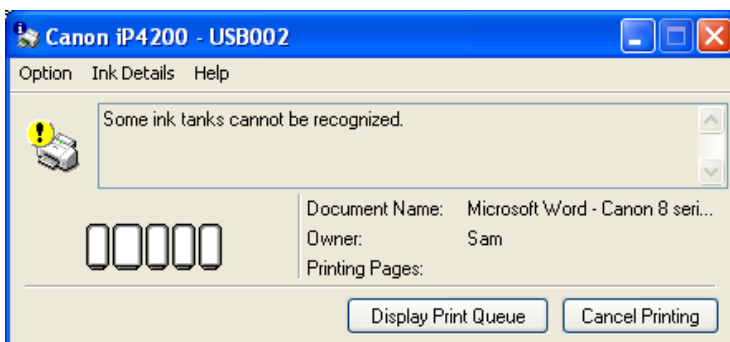 Canon iP4200 - USB002
Option Ink Details Help
Some ink tanks cannot be recognized.
Document Name: Microsoft Word - Canon 8 seri...
Owner: Sam
Printing Pages:
Display Print Queue Cancel Printing